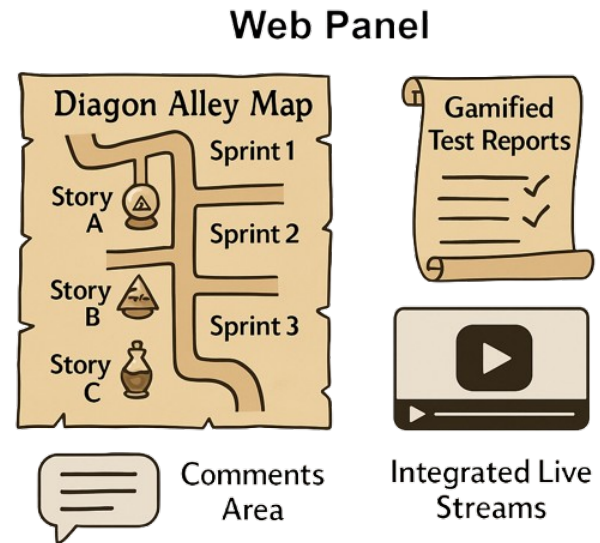 Web Panel
Diagon Alley Map
Sprint 1
Story
A
Sprint 2
Story
B
Sprint 3
Story
C
Gamified
Test Reports
Comments
Area
Integrated Live
Streams